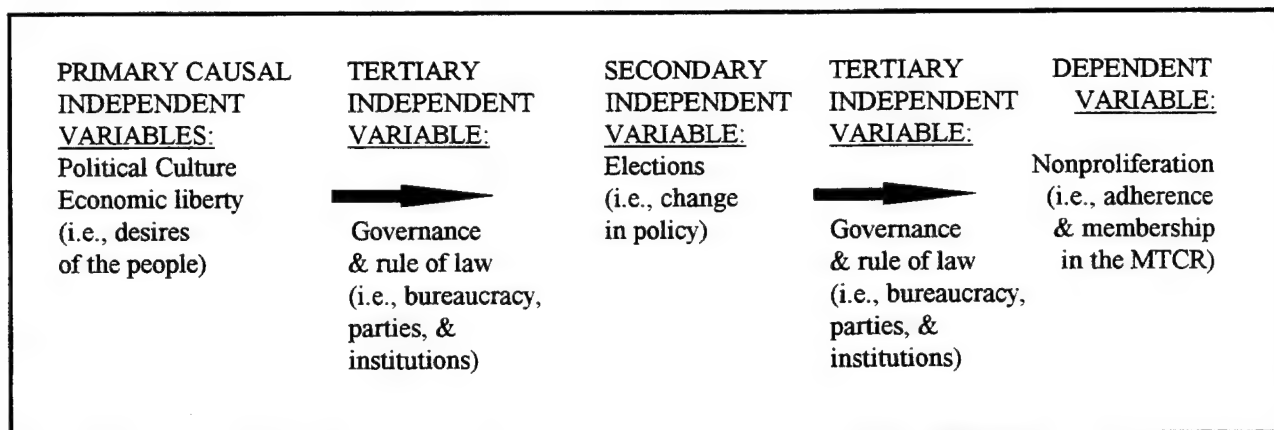 PRIMARY CAUSAL
INDEPENDENT
VARIABLES:
Political Culture
Economic liberty
(i.e., desires
of the people)
TERTIARY
INDEPENDENT
VARIABLE:
Governance
& rule of law
(i.e., bureaucracy,
parties, &
institutions)
SECONDARY
INDEPENDENT
VARIABLE:
Elections
(i.e., change
in policy)
TERTIARY
INDEPENDENT
VARIABLE:
Governance
& rule of law
(i.e., bureaucracy,
parties, &
institutions)
DEPENDENT
VARIABLE:
Nonproliferation
(i.e., adherence
& membership
in the MTCR)